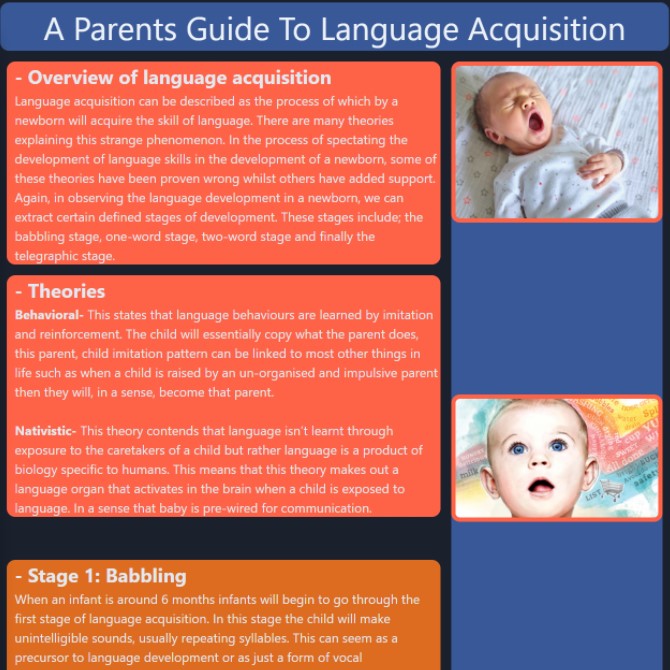 A Parents Guide To Language Acquisition
- Overview of language acquisition
Language acquisition can be described as the process of which by a
newborn will acquire the skill of language. There are many theories
explaining this strange phenomenon. In the process of spectating the
development of language skills in the development of a newborn, some of
these theories have been proven wrong whilst others have added support.
Again, in observing the language development in a newborn, we can
extract certain defined stages of development. These stages include; the
babbling stage, one-word stage, two-word stage and finally the
telegraphic stage.
- Theories
Behavioral- This states that language behaviours are learned by imitation
and reinforcement. The child will essentially copy what the parent does,
this parent, child imitation pattern can be linked to most other things in
life such as when a child is raised by an un-organised and impulsive parent
then they will, in a sense, become that parent.
Nativistic- This theory contends that language isn't learnt through
exposure to the caretakers of a child but rather language is a product of
biology specific to humans. This means that this theory makes out a
language organ that activates in the brain when a child is exposed to
language. In a sense that baby is pre-wired for communication.
LIST
- Stage 1: Babbling
When an infant is around 6 months infants will begin to go through the
first stage of language acquisition. In this stage the child will make
unintelligible sounds, usually repeating syllables. This can seem as a
precursor to language development or as just a form of vocal